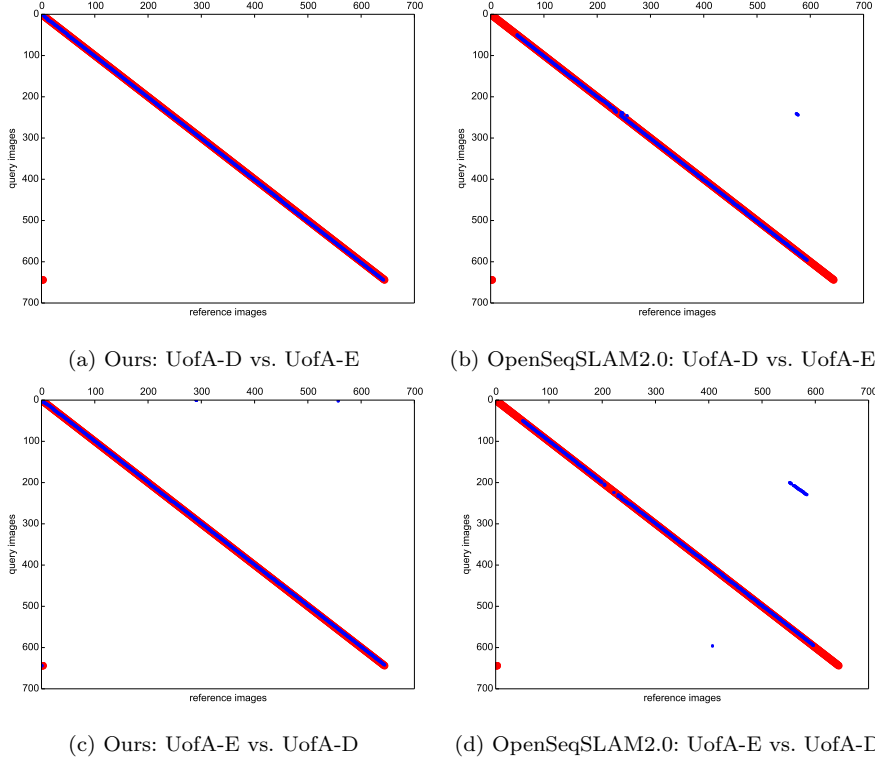 0 100 200 300 400 500 600 700
0
100
200
300
400
500
600
700
query images
reference images
(a) Ours: UofA-D vs. UofA-E
0 100 200 300 400 500 600 700
0
100
200
300
400
500
600
700
query images
reference images
(b) OpenSeqSLAM2.0: UofA-D vs. UofA-E
0 100 200 300 400 500 600 700
0
100
200
300
400
500
600
700
query images
reference images
(c) Ours: UofA-E vs. UofA-D
0 100 200 300 400 500 600 700
0
100
200
300
400
500
600
700
query images
reference images
(d) OpenSeqSLAM2.0: UofA-E vs. UofA-D